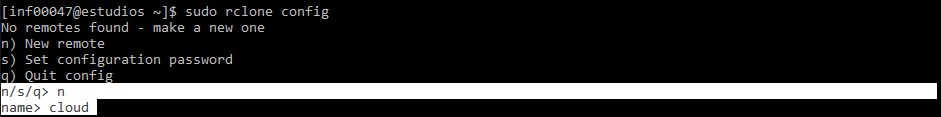 [inf00047@estudios ~]$ sudo rclone config
No remotes found - make a new one
n) New remote
s) Set configuration password
q) Quit config
n/s/q> n
name> cloud